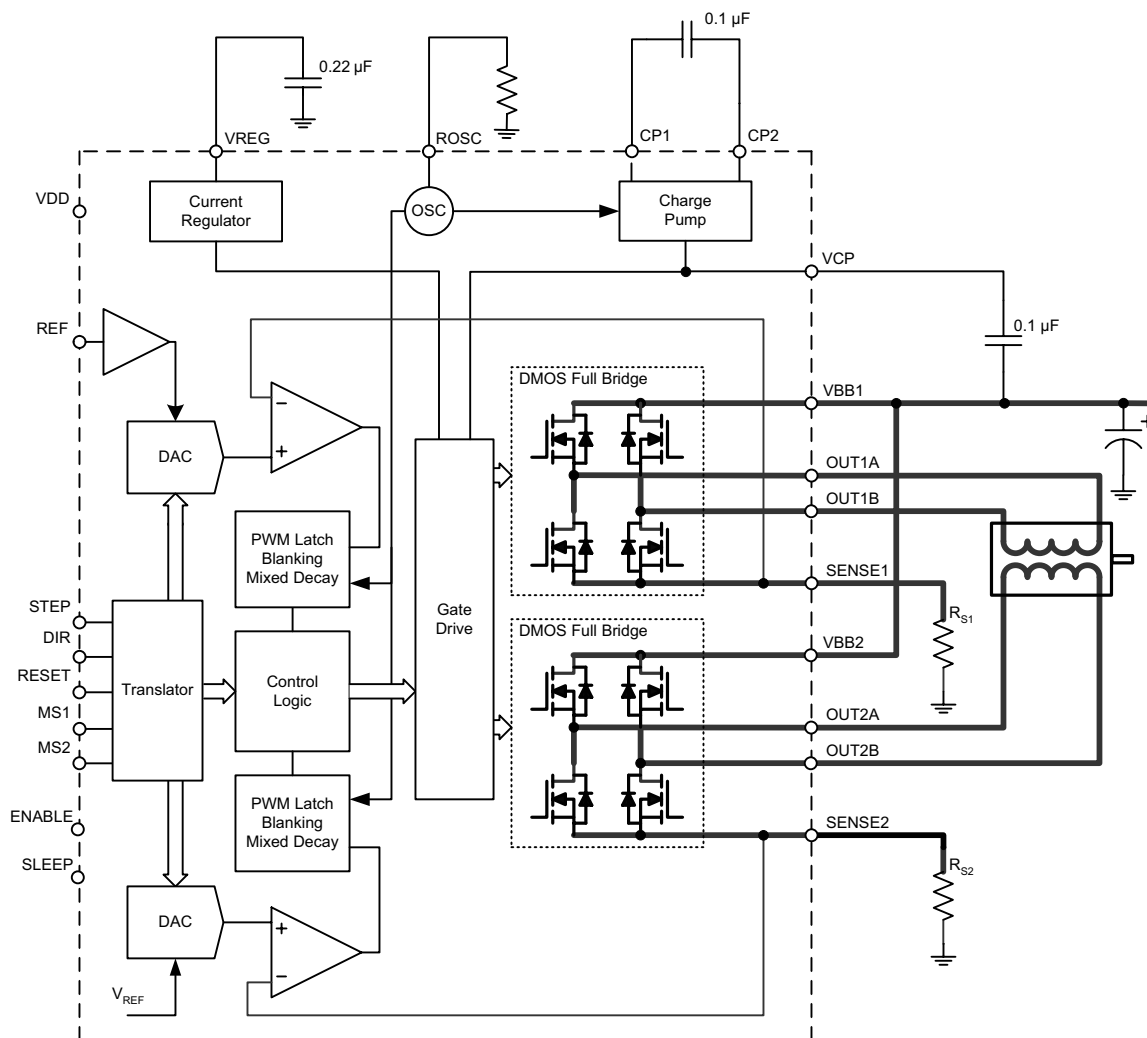 0.1 µF
0.22 µF
VREG
ROSC
CP1
CP2
VDD
Current
Regulator
OSC
Charge
Pump
VCP
REF
0.1 µF
DMOS Full Bridge
VBB1
−
+
+
DAC
OUT1A
OUT1B
PWM Latch
Blanking
Mixed Decay
SENSE1
STEP
Gate
Drive
RS1
DIR
DMOS Full Bridge
VBB2
RESET
Translator
Control
Logic
MS1
OUT2A
MS2
OUT2B
PWM Latch
Blanking
Mixed Decay
ENABLE
SENSE2
SLEEP
RS2
DAC
+
−
VREF